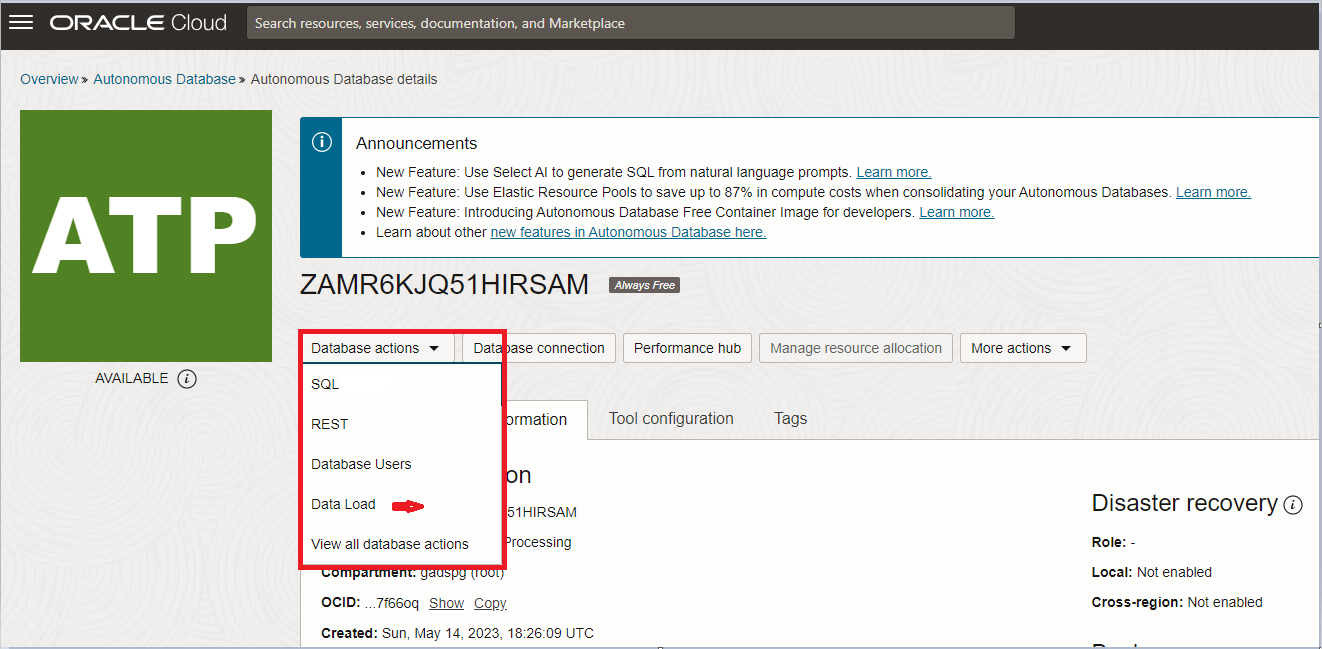 ORACLE Cloud
Search resources, services, documentation, and Marketplace
Overview » Autonomous Database » Autonomous Database details
ATP
AVAILABLE
Announcements
New Feature: Use Select AI to generate SQL from natural language prompts. Learn more.
New Feature: Use Elastic Resource Pools to save up to 87% in compute costs when consolidating your Autonomous Databases. Learn more.
New Feature: Introducing Autonomous Database Free Container Image for developers. Learn more.
Learn about other new features in Autonomous Database here.
ZAMR6KJQ51HIRSAM Always Free
Database actions Database connection Performance hub Manage resource allocation More actions
SQL
REST
Database Users
Data Load
View all database actions
ormation Tool configuration Tags
on
51HIRSAM
Processing
Compartment: gadspg (root)
OCID: ...7f66oq Show Copy
Created: Sun, May 14, 2023, 18:26:09 UTC
Disaster recovery
Role: -
Local: Not enabled
Cross-region: Not enabled